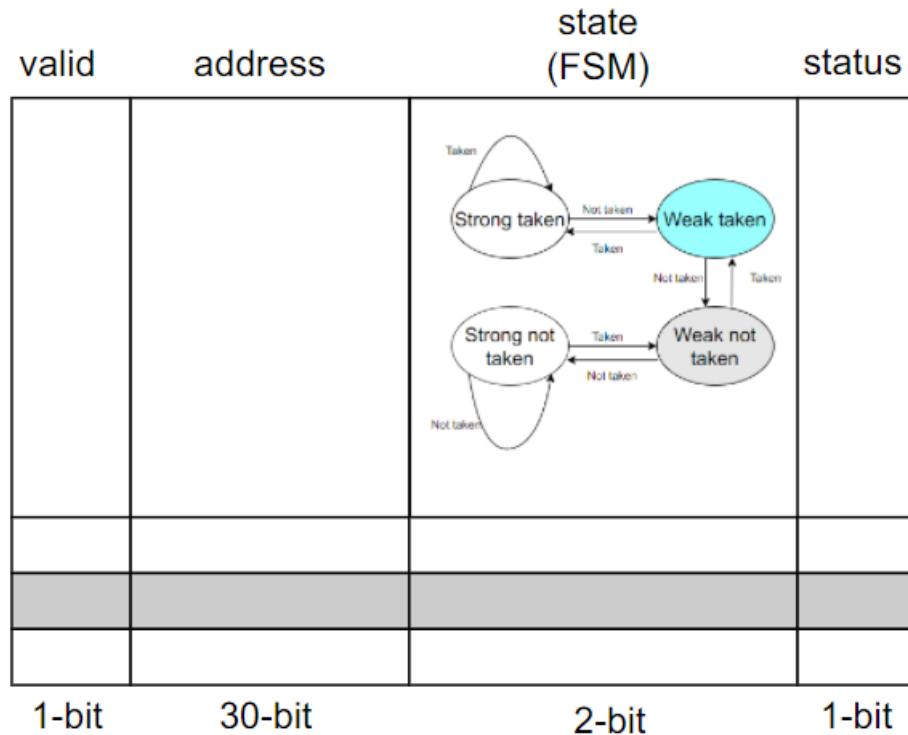 valid address state (FSM) status
Taken
Strong taken
Not taken
Taken
Weak taken
Not taken
Taken
Strong not
taken
Taken
Not taken
Weak not
taken
Not taken
1-bit 30-bit 2-bit 1-bit